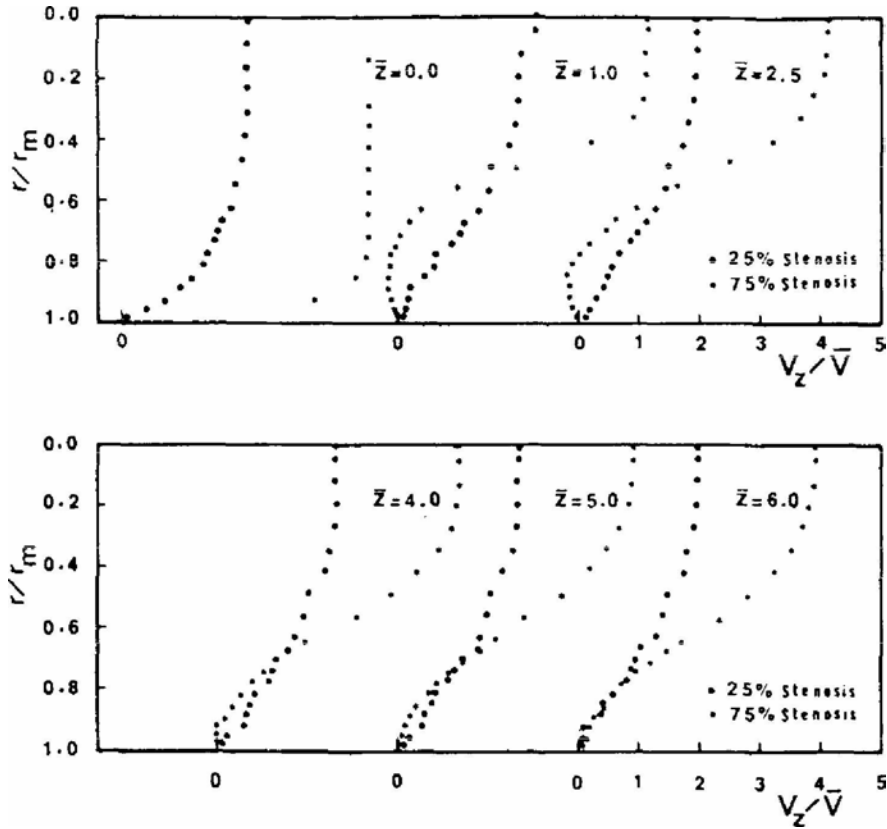 0.0
0.2
0.4
0.6
0.8
1.0
r/rm
Z̄=0.0
Z̄=1.0
Z̄=2.5
25% Stenosis
75% Stenosis
0 0 0 1 2 3 4 5
Vz/V̄
0.0
0.2
0.4
0.6
0.8
1.0
r/rm
Z̄=4.0
Z̄=5.0
Z̄=6.0
25% Stenosis
75% Stenosis
0 0 0 1 2 3 4 5
Vz/V̄